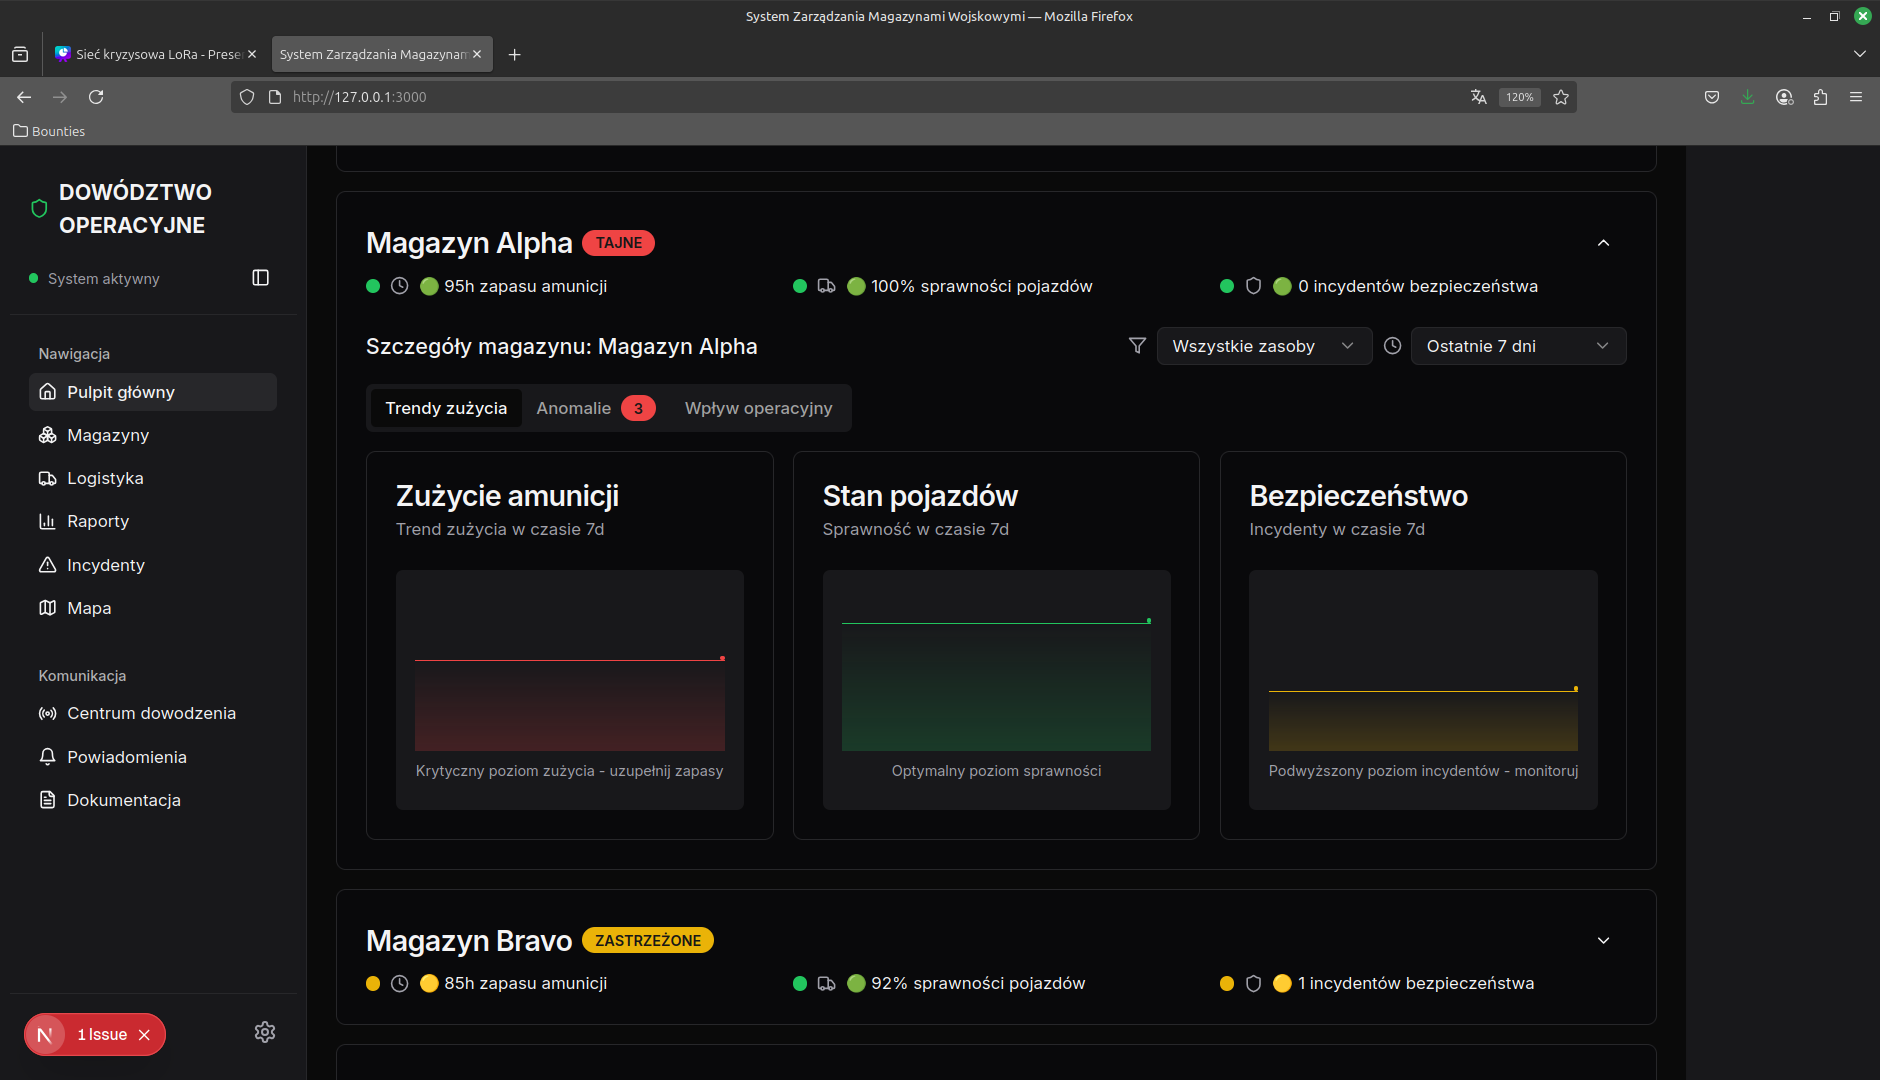 System Zarządzania Magazynami Wojskowymi — Mozilla Firefox
Sieć kryzysowa LoRa - Prese
System Zarządzania Magazynam
http://127.0.0.1:3000
120%
Bounties
DOWÓDZTWO
OPERACYJNE
System aktywny
Nawigacja
Pulpit główny
Magazyny
Logistyka
Raporty
Incydenty
Mapa
Komunikacja
Centrum dowodzenia
Powiadomienia
Dokumentacja
N 1 Issue
Magazyn Alpha TAJNE
95h zapasu amunicji
100% sprawności pojazdów
0 incydentów bezpieczeństwa
Szczegóły magazynu: Magazyn Alpha
Wszystkie zasoby
Ostatnie 7 dni
Trendy zużycia
Anomalie 3
Wpływ operacyjny
Zużycie amunicji
Trend zużycia w czasie 7d
Krytyczny poziom zużycia - uzupełnij zapasy
Stan pojazdów
Sprawność w czasie 7d
Optymalny poziom sprawności
Bezpieczeństwo
Incydenty w czasie 7d
Podwyższony poziom incydentów - monitoruj
Magazyn Bravo ZASTRZEŻONE
85h zapasu amunicji
92% sprawności pojazdów
1 incydentów bezpieczeństwa